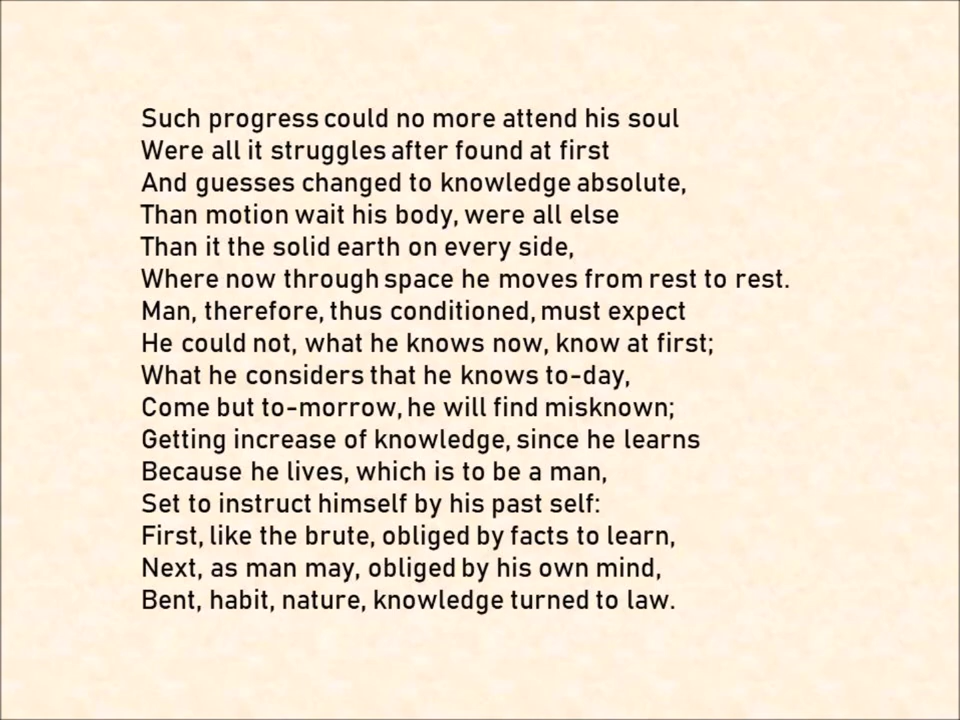 Such progress could no more attend his soul
Were all it struggles after found at first
And guesses changed to knowledge absolute,
Than motion wait his body, were all else
Than it the solid earth on every side,
Where now through space he moves from rest to rest.
Man, therefore, thus conditioned, must expect
He could not, what he knows now, know at first;
What he considers that he knows to-day,
Come but to-morrow, he will find misknown;
Getting increase of knowledge, since he learns
Because he lives, which is to be a man,
Set to instruct himself by his past self:
First, like the brute, obliged by facts to learn,
Next, as man may, obliged by his own mind,
Bent, habit, nature, knowledge turned to law.